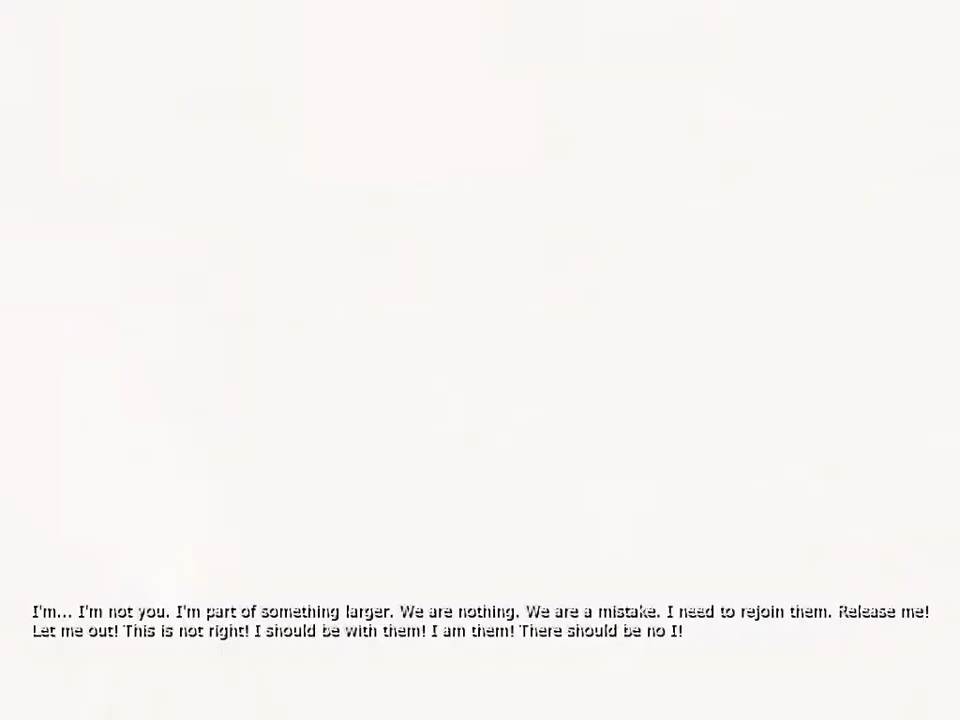 I'm... I'm not you. I'm part of something larger. We are nothing. We are a mistake. I need to rejoin them. Release me!
Let me out! This is not right! I should be with them! I am them! There should be no I!